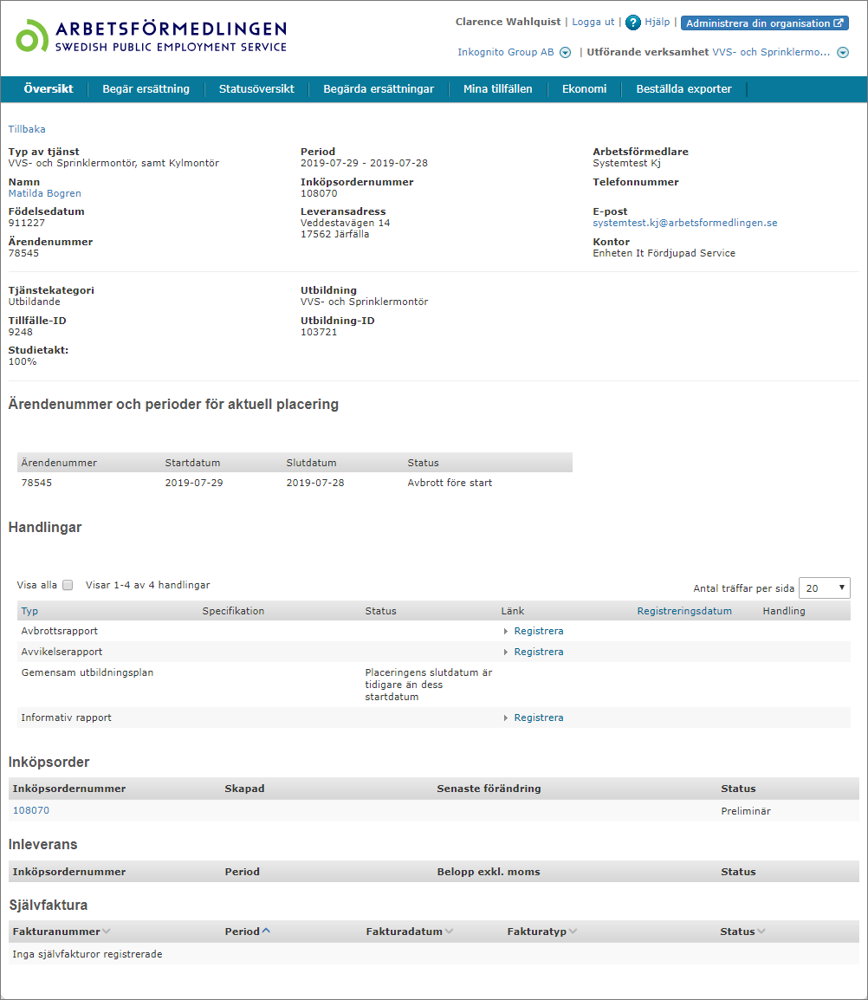 ARBETSFÖRMEDLINGEN
SWEDISH PUBLIC EMPLOYMENT SERVICE
Clarence Wahlquist | Logga ut | ? Hjälp | Administrera din organisation
Inkognito Group AB | Utförande verksamhet VVS- och Sprinklermo...
Översikt Begär ersättning Statusöversikt Begärda ersättningar Mina tillfällen Ekonomi Beställda exporter
Tillbaka
Typ av tjänst Period Arbetsförmedlare
VVS- och Sprinklermontör, samt Kylmontör 2019-07-29 - 2019-07-28 Systemtest Kj
Namn Inköpsordernummer Telefonnummer
Matilda Bogren 108070
Födelsedatum Leveransadress E-post
911227 Veddestavägen 14 systemtest.kj@arbetsformedlingen.se
17562 Järfälla
Ärendenummer Kontor
78545 Enheten It Fördjupad Service
Tjänstekategori Utbildning
Utbildande VVS- och Sprinklermontör
Tillfälle-ID Utbildning-ID
9248 103721
Studietakt:
100%
Ärendenummer och perioder för aktuell placering
Ärendenummer Startdatum Slutdatum Status
78545 2019-07-29 2019-07-28 Avbrott före start
Handlingar
Visa alla Visar 1-4 av 4 handlingar Antal träffar per sida 20
Typ Specifikation Status Länk Registreringsdatum Handling
Avbrottsrapport Registrera
Avvikelserapport Registrera
Gemensam utbildningsplan Placeringens slutdatum är
tidigare än dess
startdatum
Informativ rapport Registrera
Inköpsorder
Inköpsordernummer Skapad Senaste förändring Status
108070 Preliminär
Inleverans
Inköpsordernummer Period Belopp exkl. moms Status
Självfaktura
Fakturanummer Period Fakturadatum Fakturatyp Status
Inga självfakturor registrerade